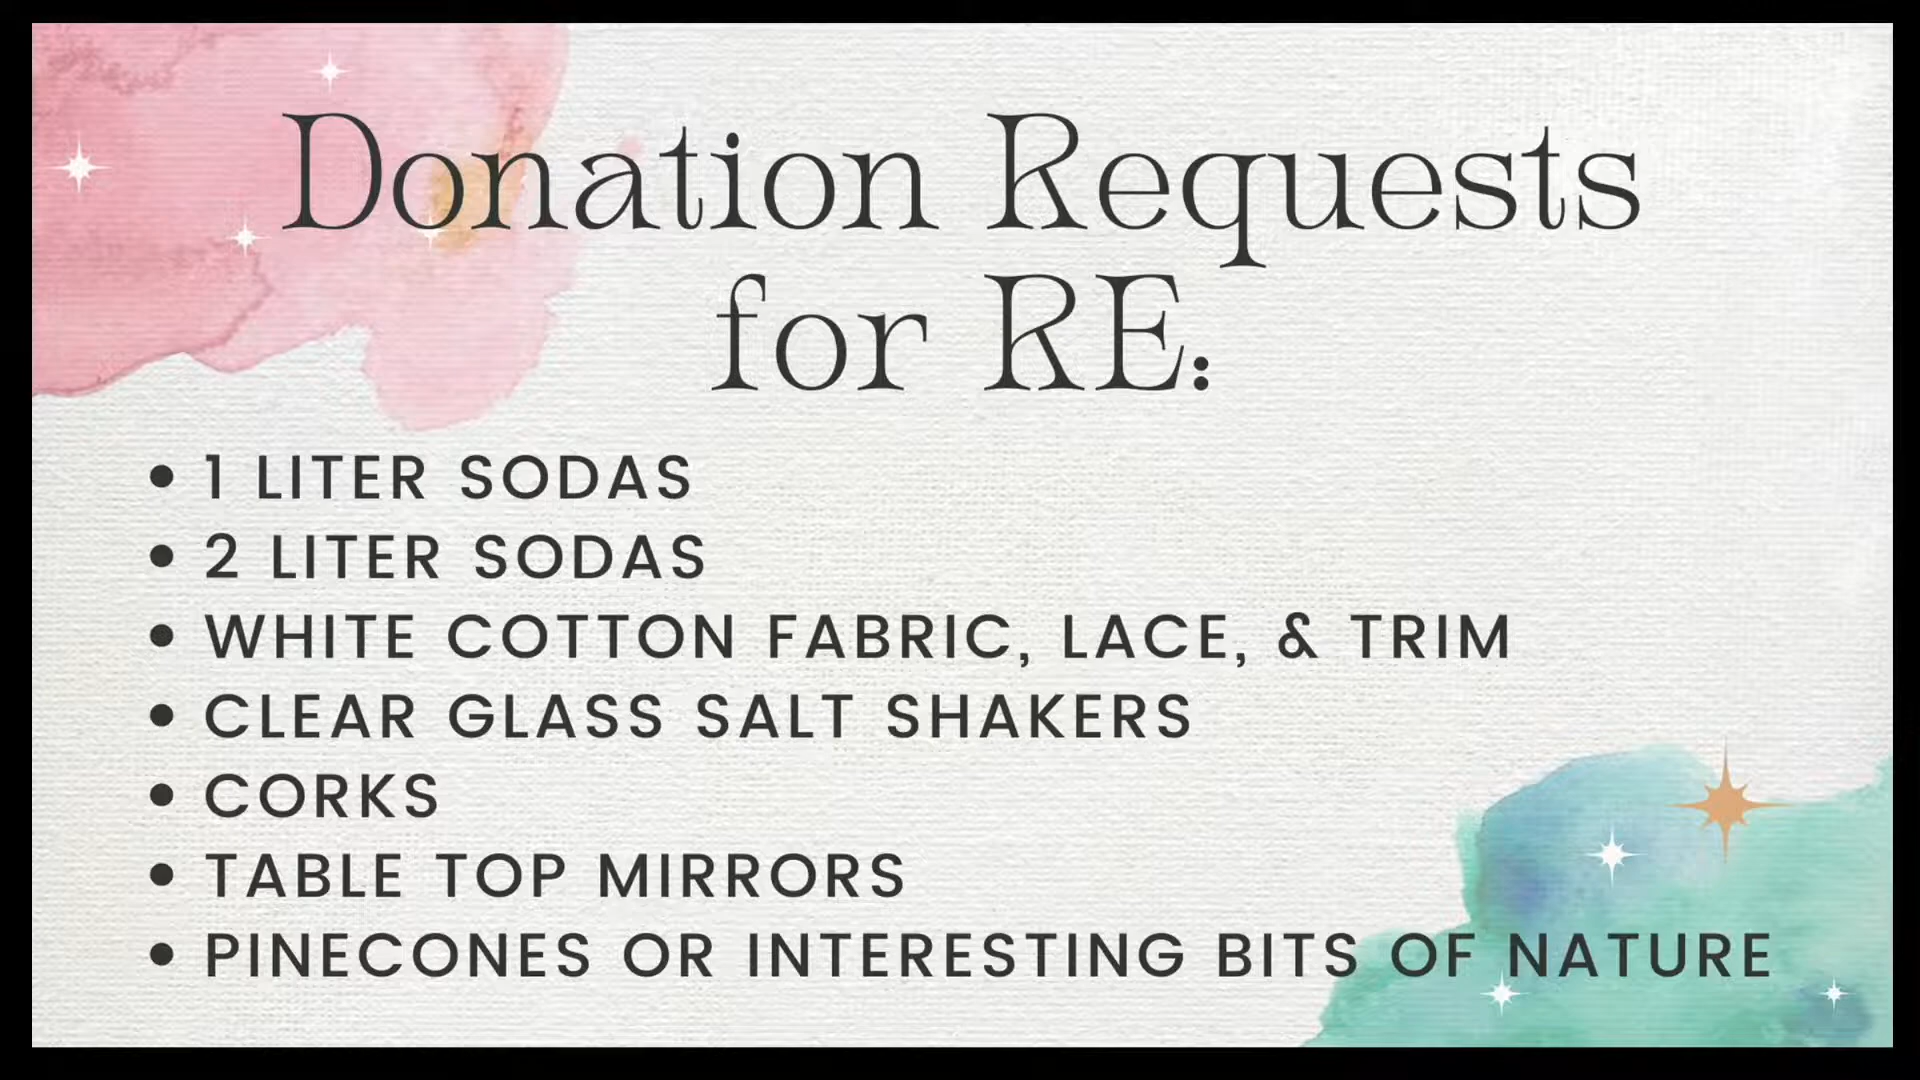 Donation Requests
for RE:
• 1 LITER SODAS
• 2 LITER SODAS
• WHITE COTTON FABRIC, LACE, & TRIM
• CLEAR GLASS SALT SHAKERS
• CORKS
• TABLE TOP MIRRORS
• PINECONES OR INTERESTING BITS OF NATURE